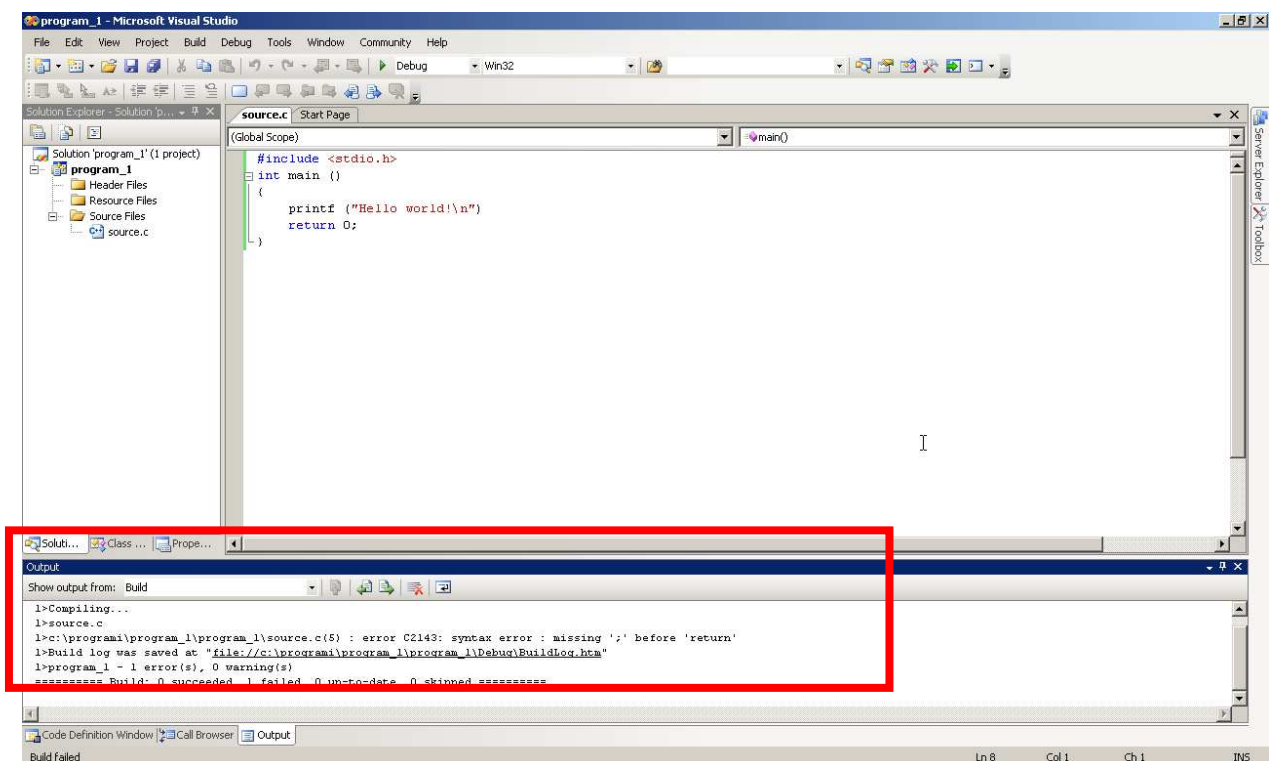 program_1 - Microsoft Visual Studio
File Edit View Project Build Debug Tools Window Community Help
Debug Win32
Solution Explorer - Solution 'p...
source.c Start Page
(Global Scope) main()
Solution 'program_1' (1 project)
program_1
Header Files
Resource Files
Source Files
source.c
#include <stdio.h>
int main ()
{
printf ("Hello world!\n")
return 0;
}
Server Explorer
Toolbox
Soluti... Class ... Prope...
Output
Show output from: Build
1>Compiling...
1>source.c
1>c:\programi\program_1\program_1\source.c(5) : error C2143: syntax error : missing ';' before 'return'
1>Build log was saved at "file://c:\programi\program_1\program_1\Debug\BuildLog.htm"
1>program_1 - 1 error(s), 0 warning(s)
========== Build: 0 succeeded, 1 failed, 0 up-to-date, 0 skipped ==========
Code Definition Window Call Browser Output
Build failed Ln 8 Col 1 Ch 1 INS